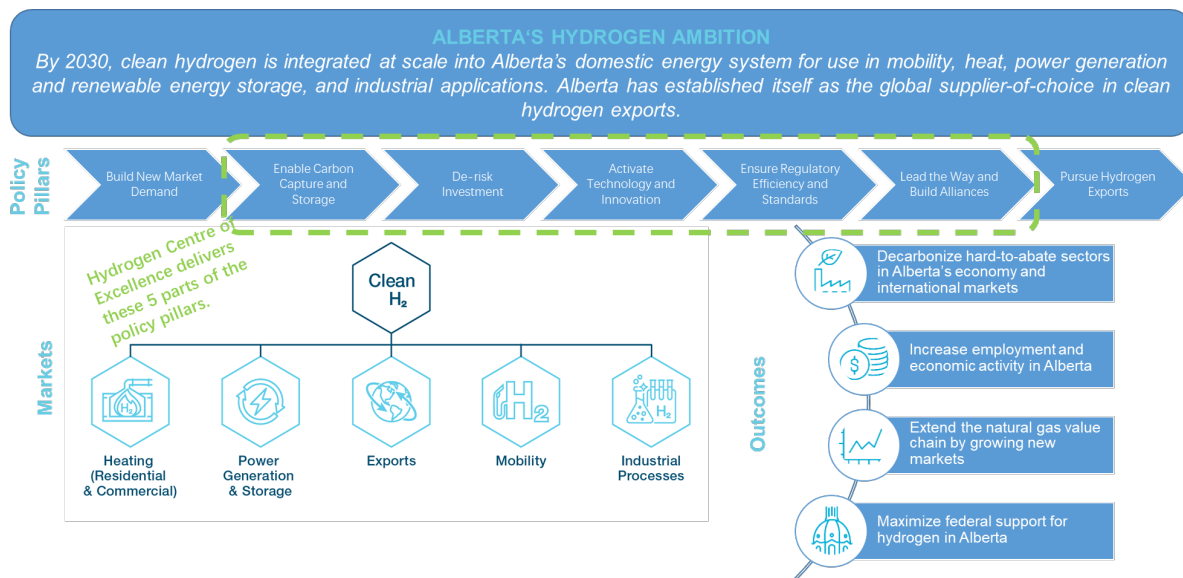 ALBERTA'S HYDROGEN AMBITION
By 2030, clean hydrogen is integrated at scale into Alberta's domestic energy system for use in mobility, heat, power generation
and renewable energy storage, and industrial applications. Alberta has established itself as the global supplier-of-choice in clean
hydrogen exports.
Policy
Pillars
Build New Market
Demand
Enable Carbon
Capture and
Storage
De-risk
Investment
Activate
Technology and
Innovation
Ensure Regulatory
Efficiency and
Standards
Lead the Way and
Build Alliances
Pursue Hydrogen
Exports
Hydrogen Centre of
Excellence delivers
these 5 parts of the
policy pillars.
Markets
Clean
H₂
H₂
Heating
(Residential
& Commercial)
Power
Generation
& Storage
Exports
H2
Mobility
H₂
Industrial
Processes
Outcomes
Decarbonize hard-to-abate sectors
in Alberta's economy and
international markets
$
Increase employment and
economic activity in Alberta
Extend the natural gas value
chain by growing new
markets
Maximize federal support for
hydrogen in Alberta